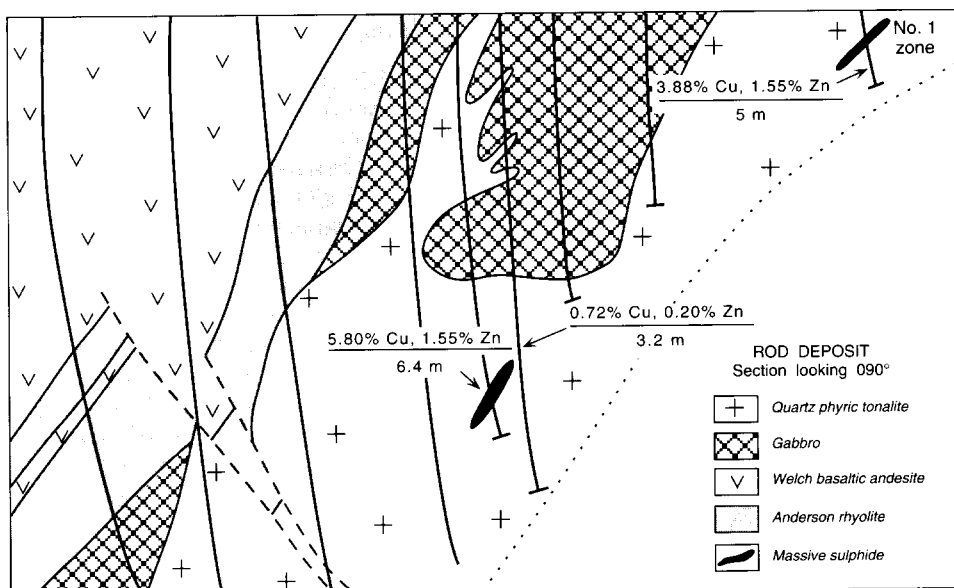 No. 1
zone
3.88% Cu, 1.55% Zn
5 m
0.72% Cu, 0.20% Zn
3.2 m
5.80% Cu, 1.55% Zn
6.4 m
ROD DEPOSIT
Section looking 090°
Quartz phyric tonalite
Gabbro
Welch basaltic andesite
Anderson rhyolite
Massive sulphide